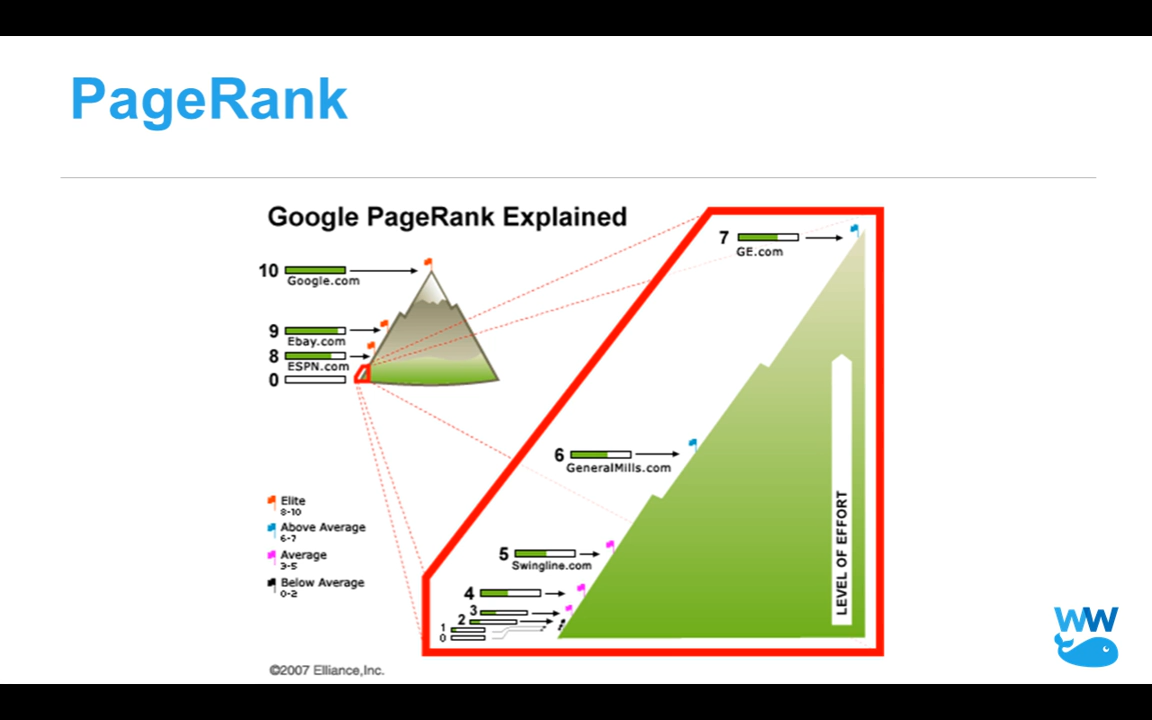 PageRank
Google PageRank Explained
10
Google.com
9
Ebay.com
8
ESPN.com
0
7
GE.com
6
GeneralMills.com
5
Swingline.com
4
3
2
1
0
LEVEL OF EFFORT
Elite
8-10
Above Average
6-7
Average
3-5
Below Average
0-2
©2007 Elliance,Inc.
WW